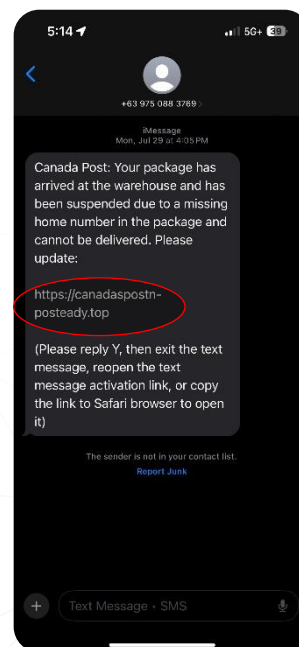 5:14
5G+ 39
+63 975 088 3769 >
iMessage
Mon, Jul 29 at 4:05 PM
Canada Post: Your package has
arrived at the warehouse and has
been suspended due to a missing
home number in the package and
cannot be delivered. Please
update:
https://canadaspostn-
posteady.top
(Please reply Y, then exit the text
message, reopen the text
message activation link, or copy
the link to Safari browser to open
it)
The sender is not in your contact list.
Report Junk
Text Message • SMS